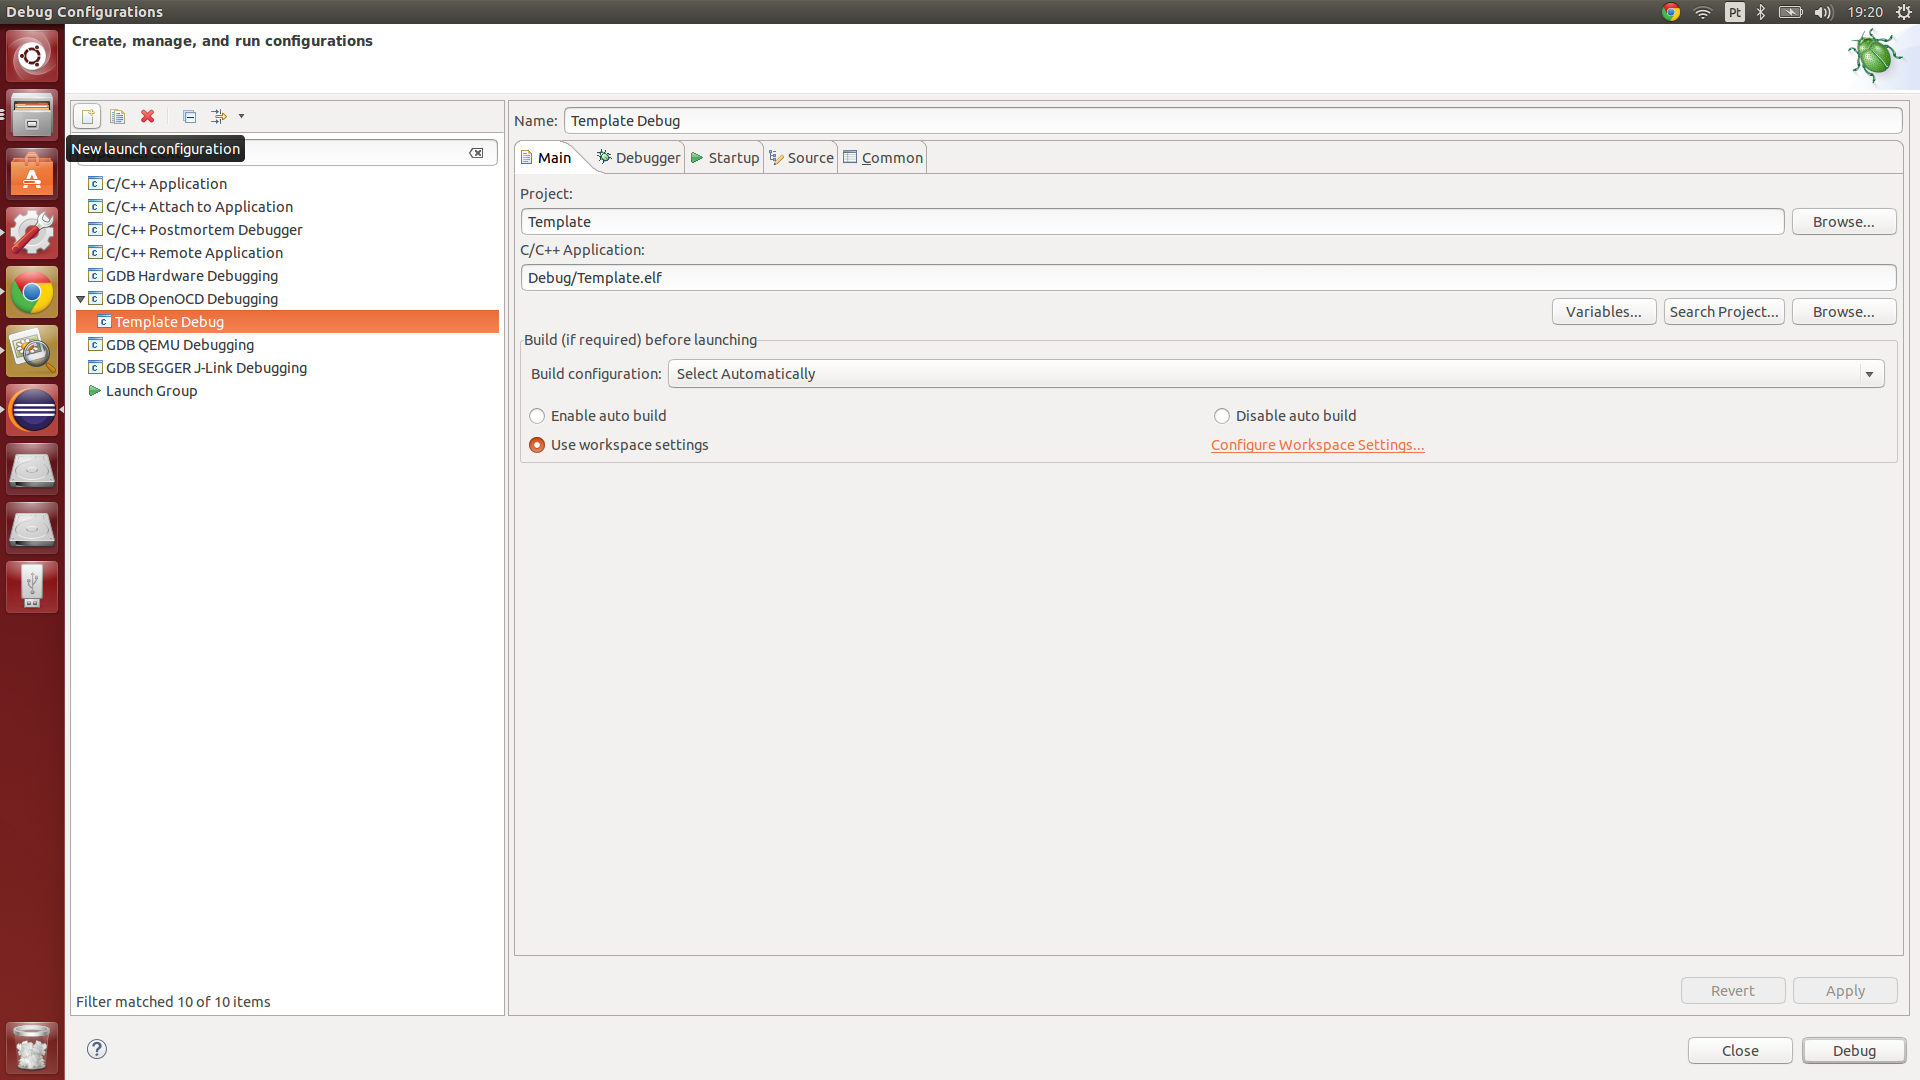 Debug Configurations
Pt
19:20
Create, manage, and run configurations
New launch configuration
C/C++ Application
C/C++ Attach to Application
C/C++ Postmortem Debugger
C/C++ Remote Application
GDB Hardware Debugging
GDB OpenOCD Debugging
Template Debug
GDB QEMU Debugging
GDB SEGGER J-Link Debugging
Launch Group
Filter matched 10 of 10 items
Name: Template Debug
Main Debugger Startup Source Common
Project:
Template Browse...
C/C++ Application:
Debug/Template.elf
Variables... Search Project... Browse...
Build (if required) before launching
Build configuration: Select Automatically
Enable auto build Disable auto build
Use workspace settings Configure Workspace Settings...
Revert Apply
? Close Debug